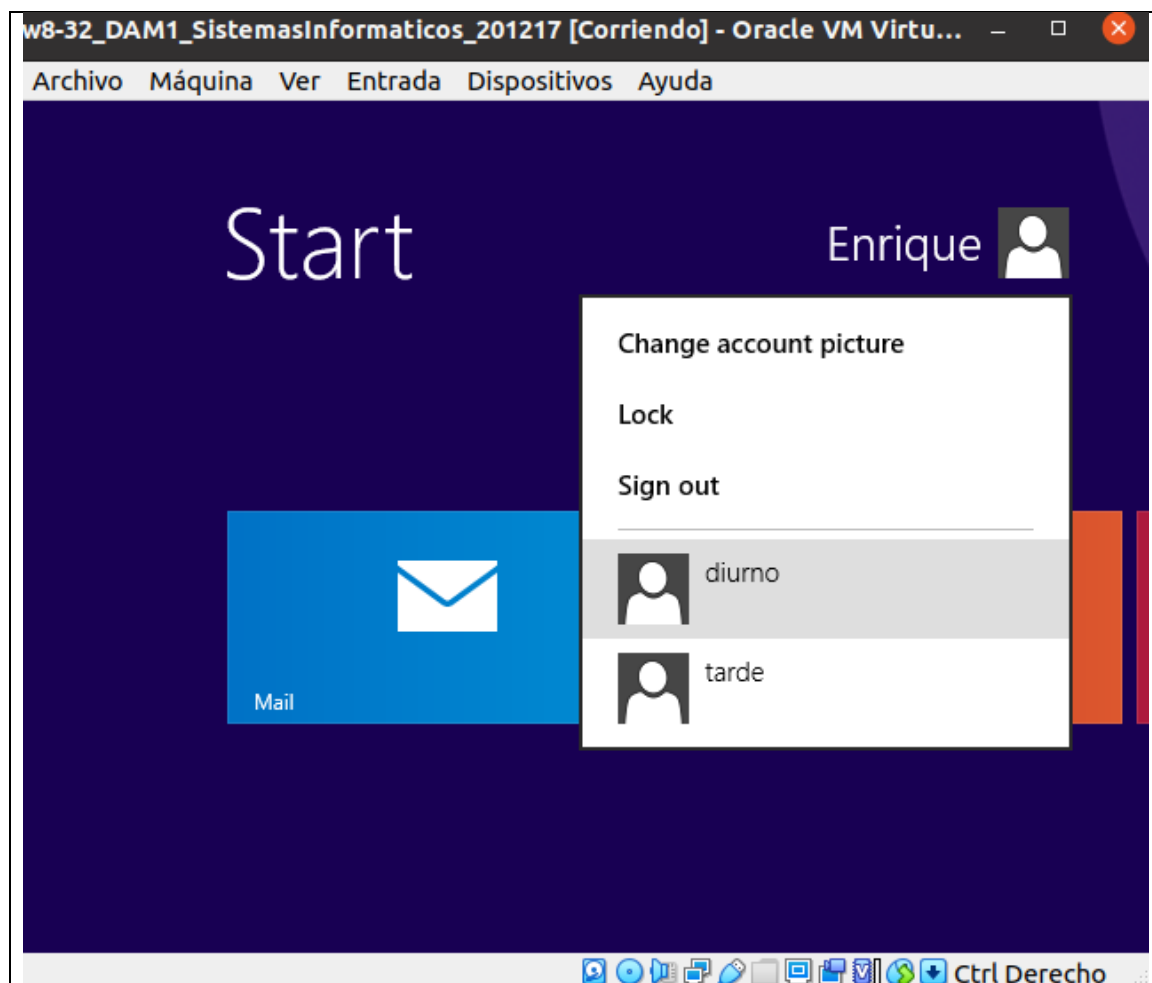 w8-32_DAM1_SistemasInformaticos_201217 [Corriendo] - Oracle VM Virtu...
Archivo Máquina Ver Entrada Dispositivos Ayuda
Start
Enrique
Change account picture
Lock
Sign out
diurno
tarde
Mail
Ctrl Derecho